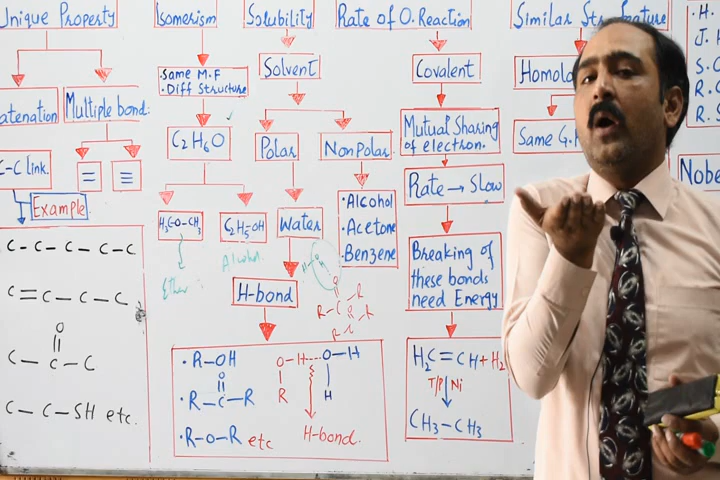 Unique Property
atenation
Multiple bond.
C-C link.
=
≡
Example
C - C - C - C - C
C = C - C - C - C
O
||
C - C - C
C - C - SH etc.
Isomerism
• Same M.F
• Diff Structure
C2H6O
H3C-O-CH3
C2H5OH
Ether
Alcohol
Solubility
Solvent
Polar
Non Polar
Water
• Alcohol
• Acetone
• Benzene
H-bond
• R-OH
O
||
• R-C-R
• R-O-R etc
O-H---O-H
R
H
H-bond.
Rate of O. Reaction
Covalent
Mutual Sharing
of electron.
Rate → Slow
Breaking of
these bonds
need Energy
H2C=CH+H2
T/P Ni
CH3-CH3
Similar
Homolo
Same G.
• H.
J. H
S. C
R. C
R. S
Nobe